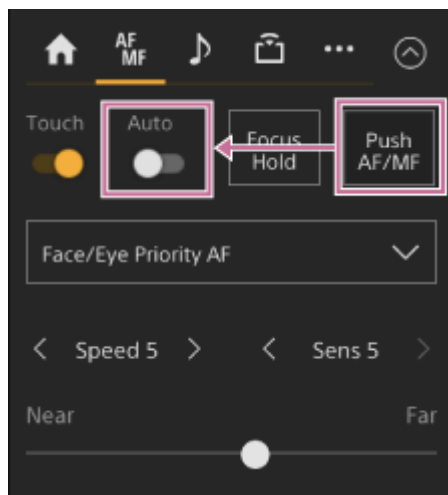 AF
MF
Touch
Auto
Focus
Hold
Push
AF/MF
Face/Eye Priority AF
Speed 5
Sens 5
Near
Far